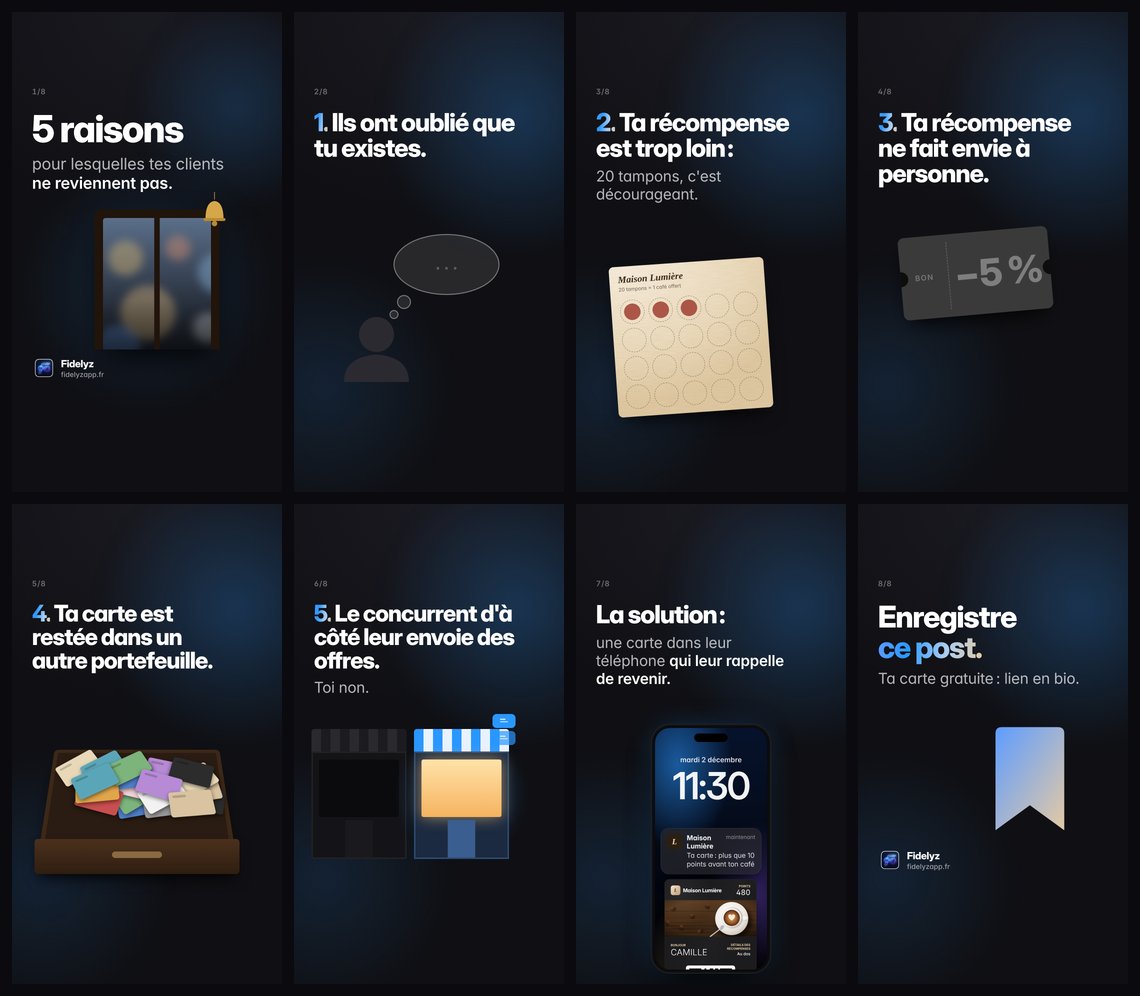 1/8
5 raisons
pour lesquelles tes clients
ne reviennent pas.
Fidelyz
fidelyzapp.fr
2/8
1. Ils ont oublié que
tu existes.
...
3/8
2. Ta récompense
est trop loin :
20 tampons, c'est
décourageant.
Maison Lumière
20 tampons = 1 café offert
4/8
3. Ta récompense
ne fait envie à
personne.
BON
–5 %
5/8
4. Ta carte est
restée dans un
autre portefeuille.
6/8
5. Le concurrent d'à
côté leur envoie des
offres.
Toi non.
7/8
La solution :
une carte dans leur
téléphone qui leur rappelle
de revenir.
mardi 2 décembre
11:30
L
Maison
Lumière
maintenant
Ta carte : plus que 10
points avant ton café
Maison Lumière
POINTS
480
BONJOUR
CAMILLE
DÉTAILS DES
RÉCOMPENSES
Au dos
8/8
Enregistre
ce post.
Ta carte gratuite : lien en bio.
Fidelyz
fidelyzapp.fr